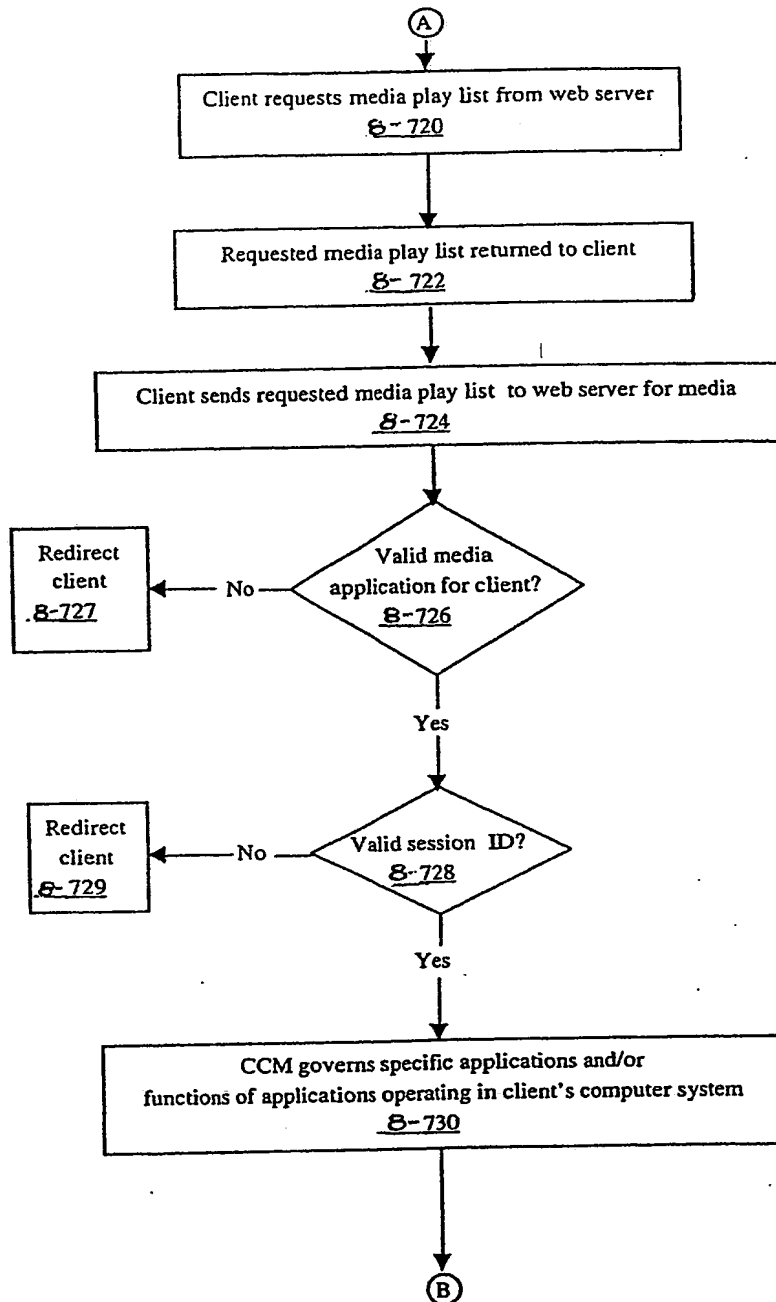 A
Client requests media play list from web server
8-720
Requested media play list returned to client
8-722
Client sends requested media play list to web server for media
8-724
Valid media
application for client?
8-726
No
Redirect
client
8-727
Yes
Valid session ID?
8-728
No
Redirect
client
8-729
Yes
CCM governs specific applications and/or
functions of applications operating in client's computer system
8-730
B